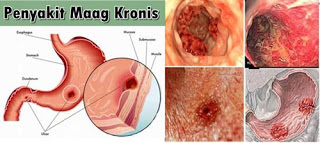 Penyakit Maag Kronis
Esophagus
Stomach
Duodenum
Ulcer
Mucosa
Submucosa
Muscle